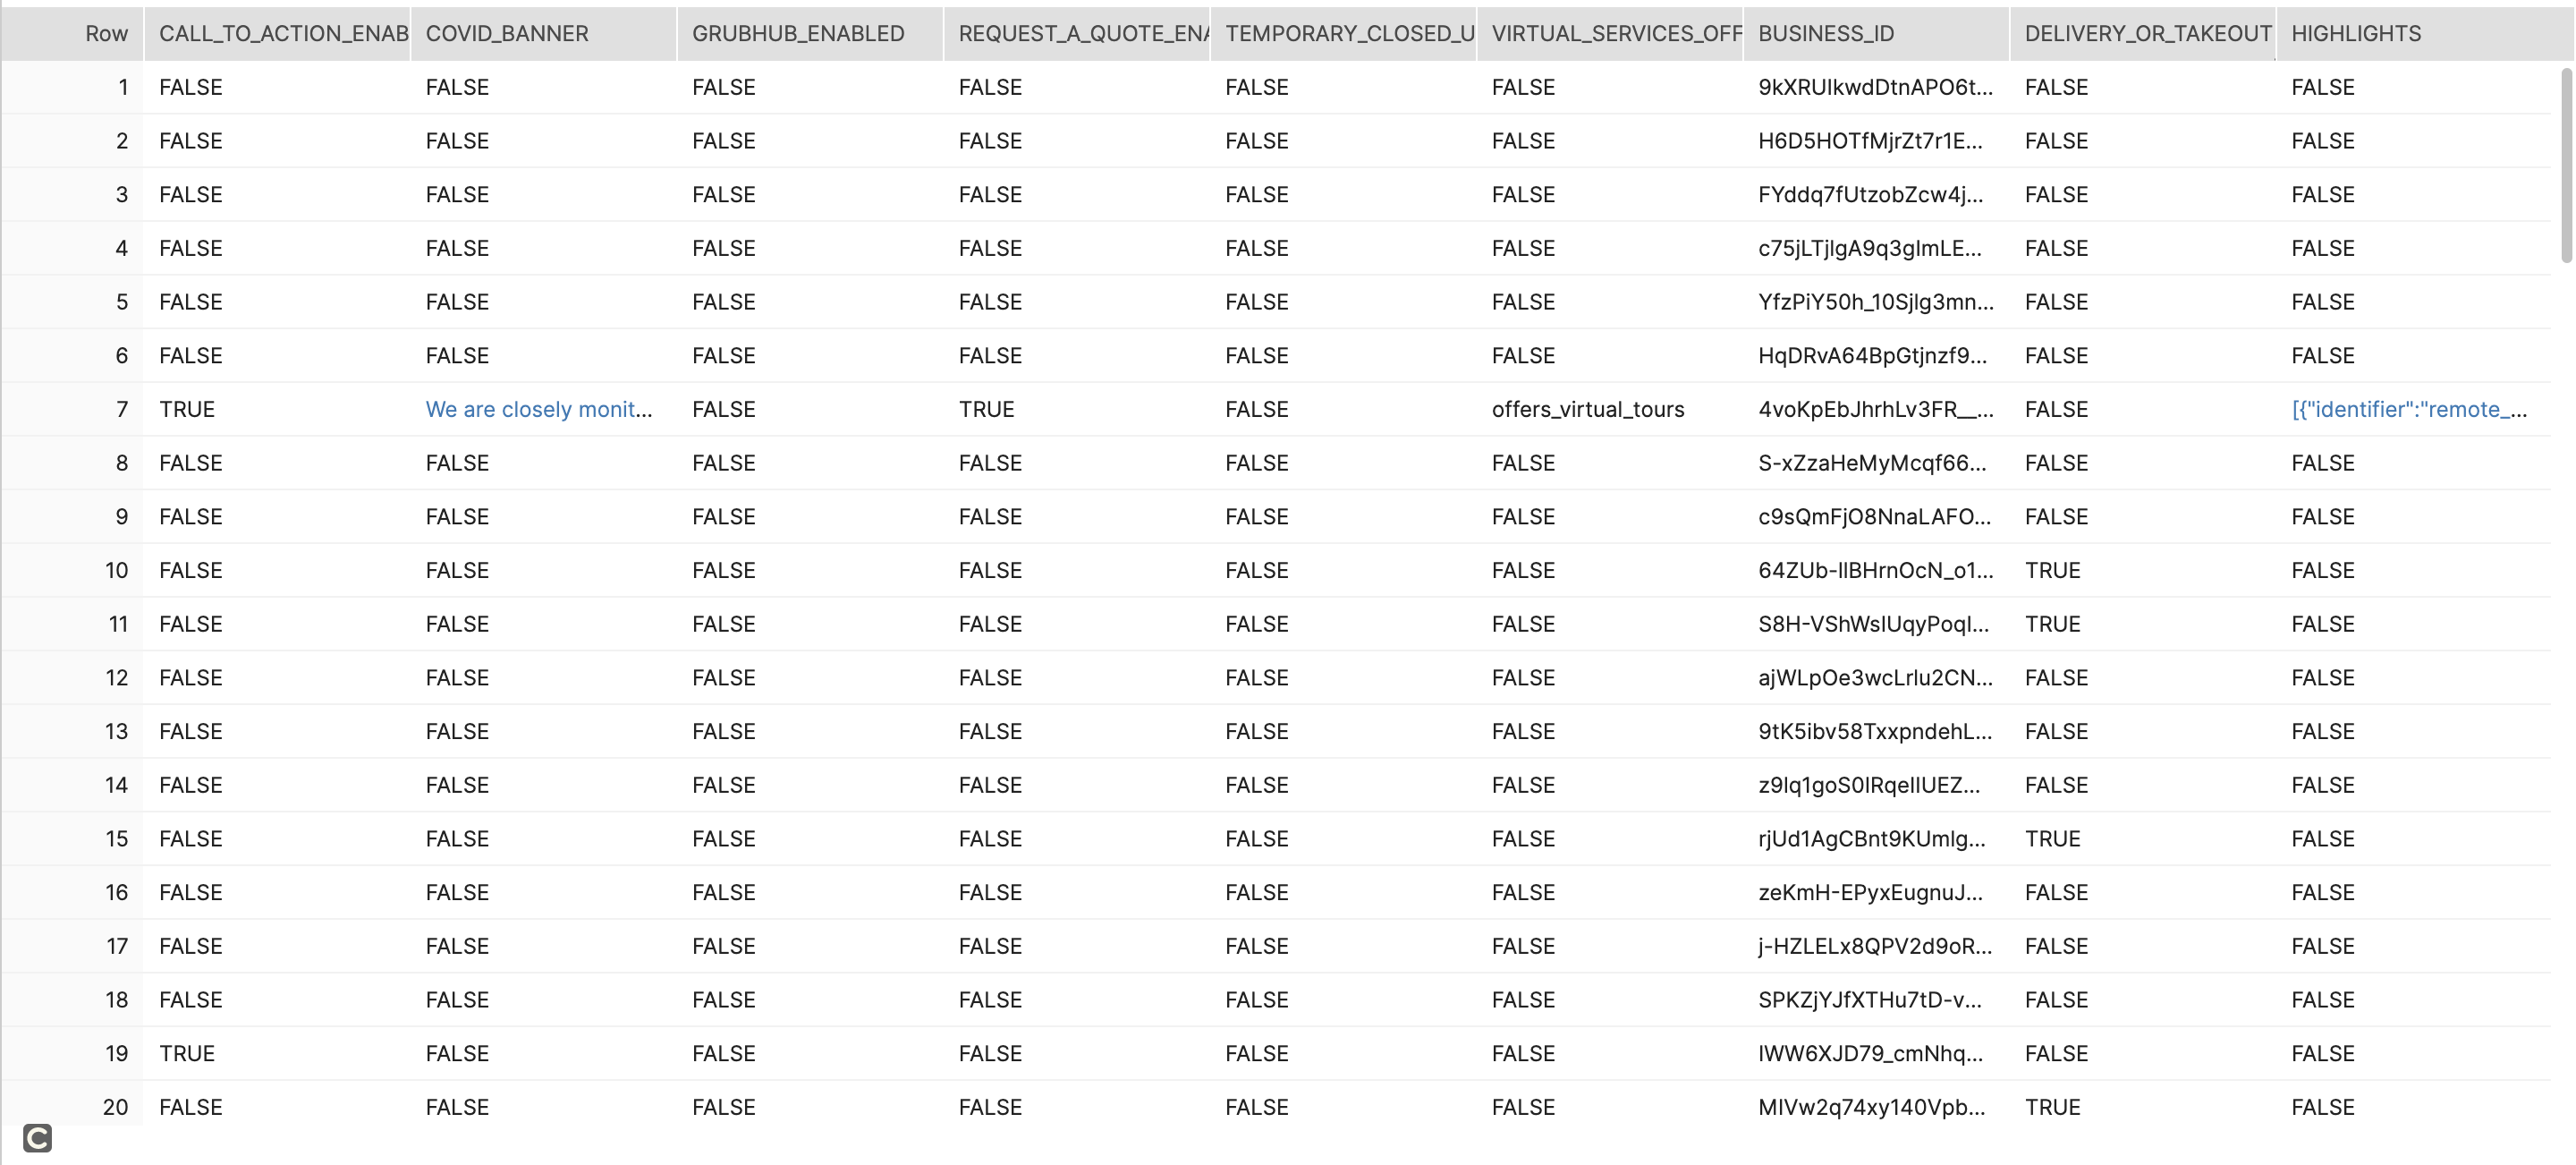 Row CALL_TO_ACTION_ENAB COVID_BANNER GRUBHUB_ENABLED REQUEST_A_QUOTE_ENA TEMPORARY_CLOSED_U VIRTUAL_SERVICES_OFF BUSINESS_ID DELIVERY_OR_TAKEOUT HIGHLIGHTS
1 FALSE FALSE FALSE FALSE FALSE FALSE 9kXRUIkwdDtnAPO6t... FALSE FALSE
2 FALSE FALSE FALSE FALSE FALSE FALSE H6D5HOTfMjrZt7r1E... FALSE FALSE
3 FALSE FALSE FALSE FALSE FALSE FALSE FYddq7fUtzobZcw4j... FALSE FALSE
4 FALSE FALSE FALSE FALSE FALSE FALSE c75jLTjlgA9q3glmLE... FALSE FALSE
5 FALSE FALSE FALSE FALSE FALSE FALSE YfzPiY50h_10Sjlg3mn... FALSE FALSE
6 FALSE FALSE FALSE FALSE FALSE FALSE HqDRvA64BpGtjnzf9... FALSE FALSE
7 TRUE We are closely monit... FALSE TRUE FALSE offers_virtual_tours 4voKpEbJhrhLv3FR__... FALSE [{"identifier":"remote_...
8 FALSE FALSE FALSE FALSE FALSE FALSE S-xZzaHeMyMcqf66... FALSE FALSE
9 FALSE FALSE FALSE FALSE FALSE FALSE c9sQmFjO8NnaLAFO... FALSE FALSE
10 FALSE FALSE FALSE FALSE FALSE FALSE 64ZUb-IlBHrnOcN_o1... TRUE FALSE
11 FALSE FALSE FALSE FALSE FALSE FALSE S8H-VShWsIUqyPoqI... TRUE FALSE
12 FALSE FALSE FALSE FALSE FALSE FALSE ajWLpOe3wcLrlu2CN... FALSE FALSE
13 FALSE FALSE FALSE FALSE FALSE FALSE 9tK5ibv58TxxpndehL... FALSE FALSE
14 FALSE FALSE FALSE FALSE FALSE FALSE z9lq1goS0IRqelIUEZ... FALSE FALSE
15 FALSE FALSE FALSE FALSE FALSE FALSE rjUd1AgCBnt9KUmlg... TRUE FALSE
16 FALSE FALSE FALSE FALSE FALSE FALSE zeKmH-EPyxEugnuJ... FALSE FALSE
17 FALSE FALSE FALSE FALSE FALSE FALSE j-HZLELx8QPV2d9oR... FALSE FALSE
18 FALSE FALSE FALSE FALSE FALSE FALSE SPKZjYJfXTHu7tD-v... FALSE FALSE
19 TRUE FALSE FALSE FALSE FALSE FALSE IWW6XJD79_cmNhq... FALSE FALSE
20 FALSE FALSE FALSE FALSE FALSE FALSE MIVw2q74xy140Vpb... TRUE FALSE
C